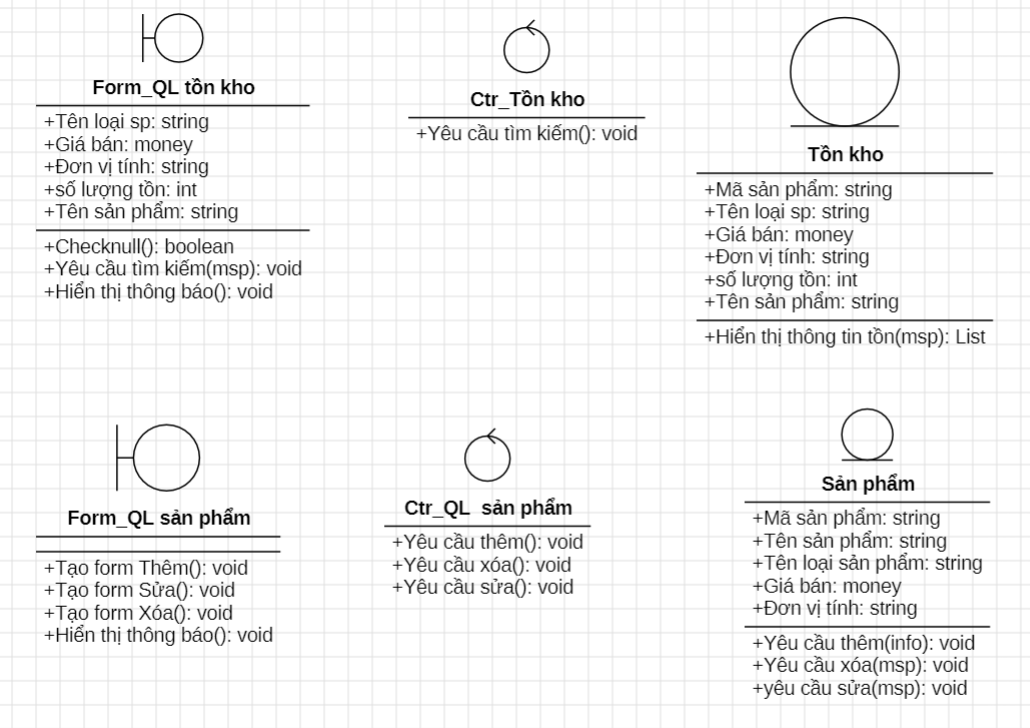 Form_QL tồn kho
+Tên loại sp: string
+Giá bán: money
+Đơn vị tính: string
+số lượng tồn: int
+Tên sản phẩm: string
+Checknull(): boolean
+Yêu cầu tìm kiếm(msp): void
+Hiển thị thông báo(): void
Ctr_Tồn kho
+Yêu cầu tìm kiếm(): void
Tồn kho
+Mã sản phẩm: string
+Tên loại sp: string
+Giá bán: money
+Đơn vị tính: string
+số lượng tồn: int
+Tên sản phẩm: string
+Hiển thị thông tin tồn(msp): List
Form_QL sản phẩm
+Tạo form Thêm(): void
+Tạo form Sửa(): void
+Tạo form Xóa(): void
+Hiển thị thông báo(): void
Ctr_QL  sản phẩm
+Yêu cầu thêm(): void
+Yêu cầu xóa(): void
+Yêu cầu sửa(): void
Sản phẩm
+Mã sản phẩm: string
+Tên sản phẩm: string
+Tên loại sản phẩm: string
+Giá bán: money
+Đơn vị tính: string
+Yêu cầu thêm(info): void
+Yêu cầu xóa(msp): void
+yêu cầu sửa(msp): void